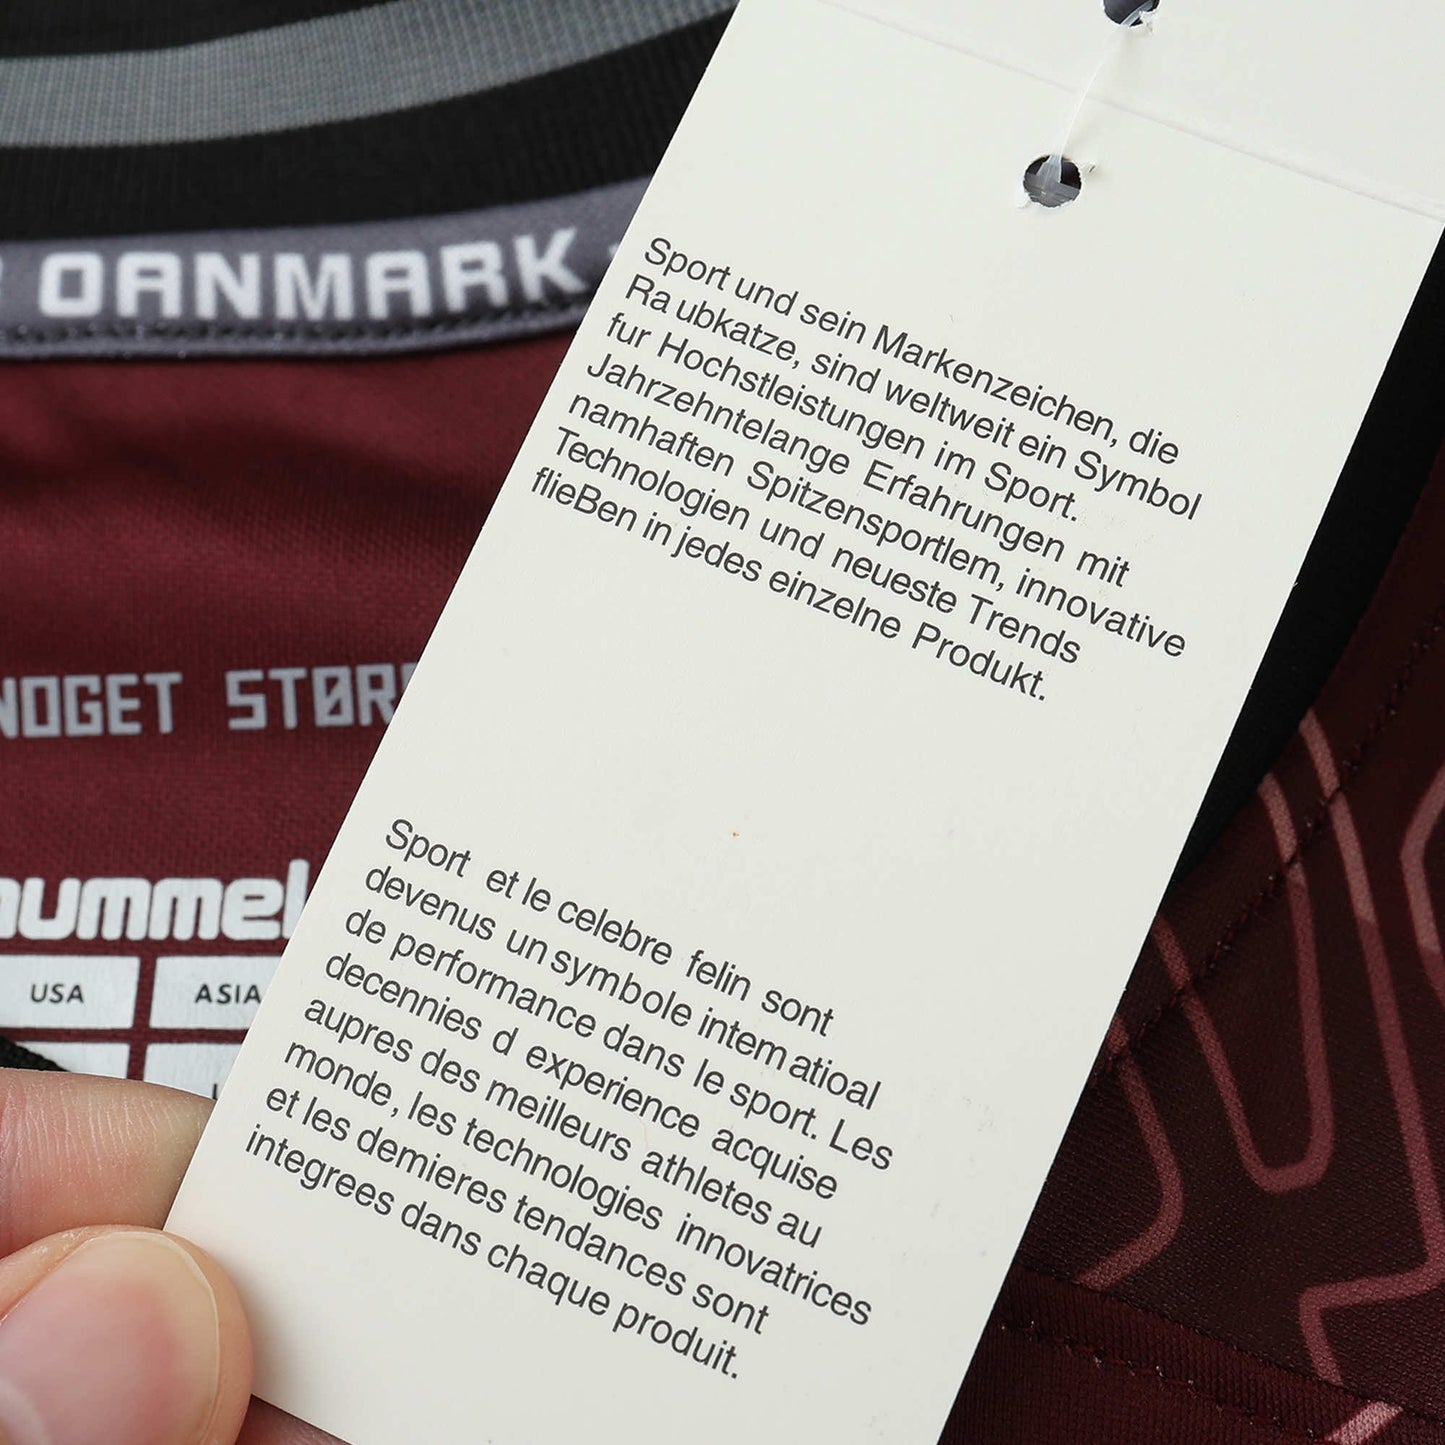 DANMARK
NOGET STØR
hummel
USA ASIA
Sport und sein Markenzeichen, die
Ra ubkatze, sind weltweit ein Symbol
fur Hochstleistungen im Sport.
Jahrzehntelange Erfahrungen mit
namhaften Spitzensportlem, innovative
Technologien und neueste Trends
flieBen in jedes einzelne Produkt.
Sport et le celebre felin sont
devenus un symbole intematioal
de performance dans le sport. Les
decennies d experience acquise
aupres des meilleurs athletes au
monde, les technologies innovatrices
et les demieres tendances sont
integrees dans chaque produit.